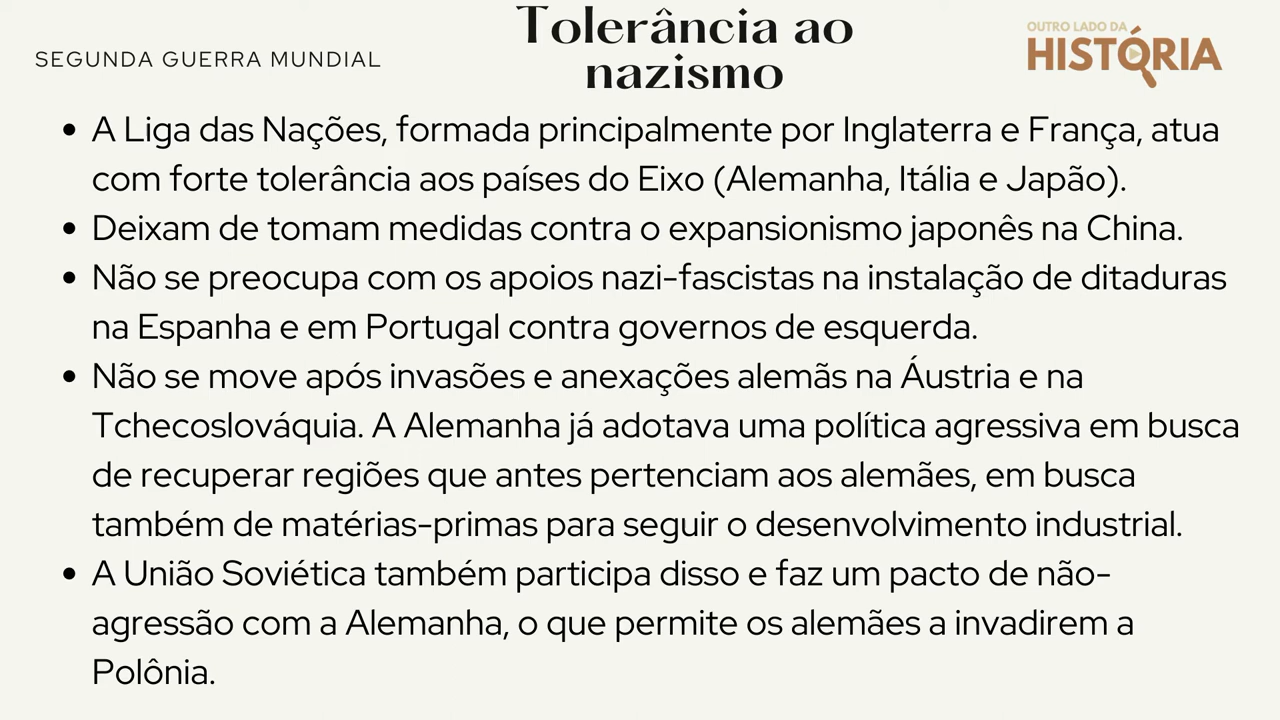 SEGUNDA GUERRA MUNDIAL
Tolerância ao
nazismo
OUTRO LADO DA
HISTÓRIA
• A Liga das Nações, formada principalmente por Inglaterra e França, atua
com forte tolerância aos países do Eixo (Alemanha, Itália e Japão).
• Deixam de tomam medidas contra o expansionismo japonês na China.
• Não se preocupa com os apoios nazi-fascistas na instalação de ditaduras
na Espanha e em Portugal contra governos de esquerda.
• Não se move após invasões e anexações alemãs na Áustria e na
Tchecoslováquia. A Alemanha já adotava uma política agressiva em busca
de recuperar regiões que antes pertenciam aos alemães, em busca
também de matérias-primas para seguir o desenvolvimento industrial.
• A União Soviética também participa disso e faz um pacto de não-
agressão com a Alemanha, o que permite os alemães a invadirem a
Polônia.